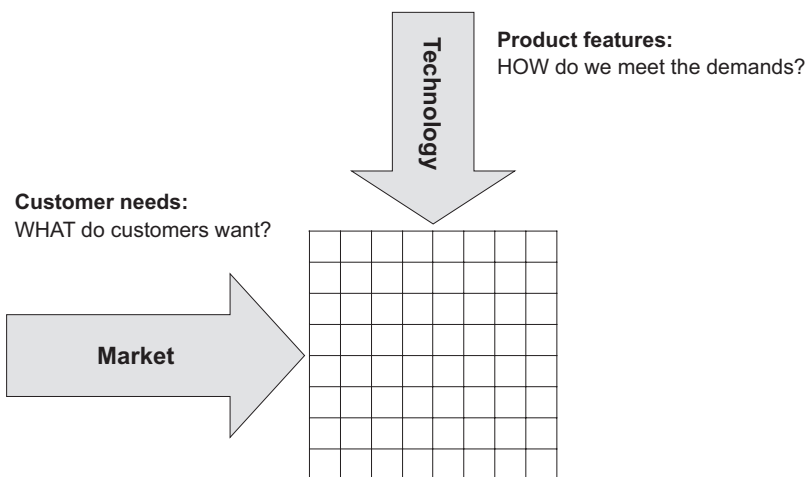 Technology
Product features:
HOW do we meet the demands?
Customer needs:
WHAT do customers want?
Market